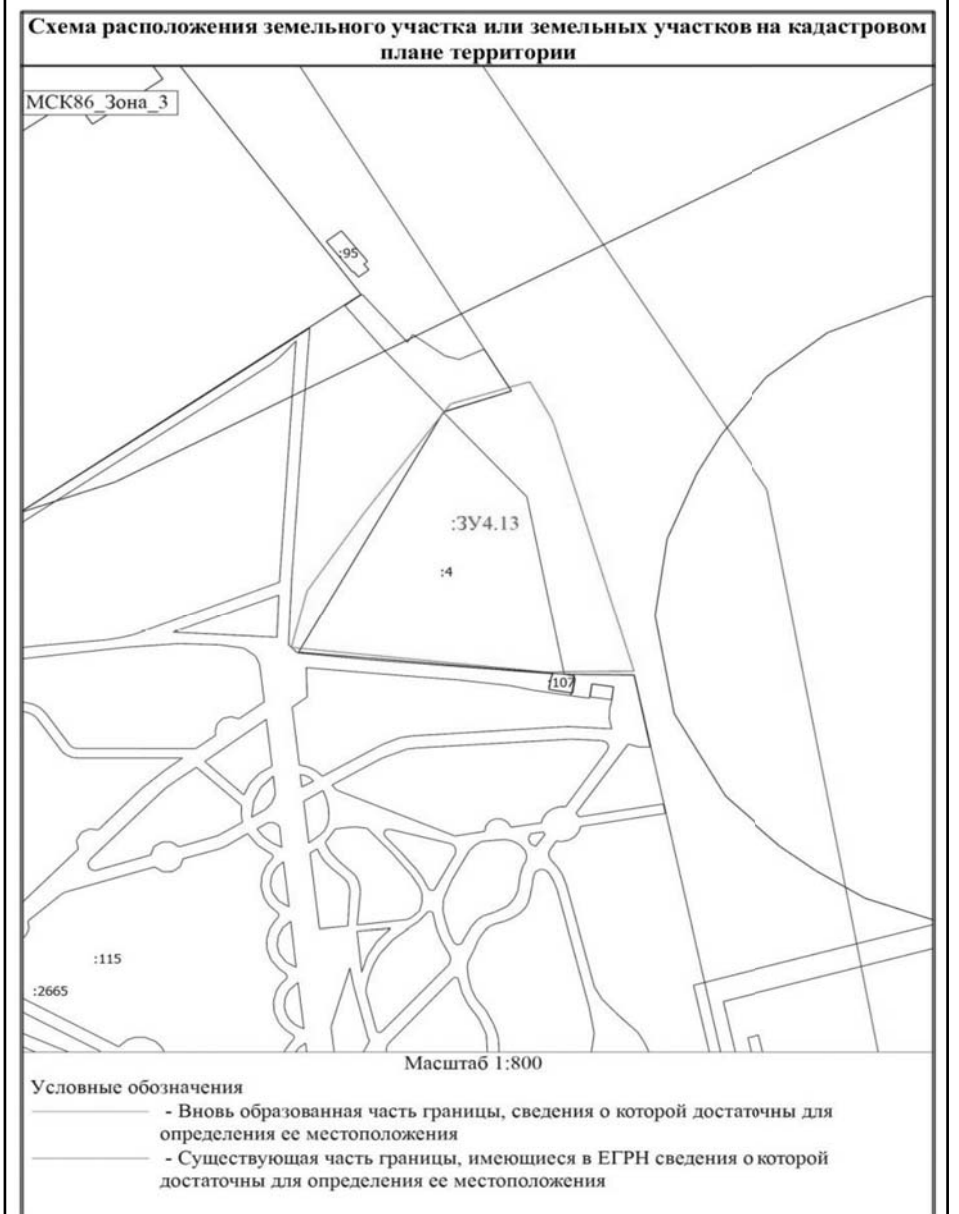 Схема расположения земельного участка или земельных участков на кадастровом
плане территории
МСК86_Зона_3
:95
:ЗУ4.13
:4
:107
:115
:2665
Масштаб 1:800
Условные обозначения
- Вновь образованная часть границы, сведения о которой достаточны для
определения ее местоположения
- Существующая часть границы, имеющиеся в ЕГРН сведения о которой
достаточны для определения ее местоположения